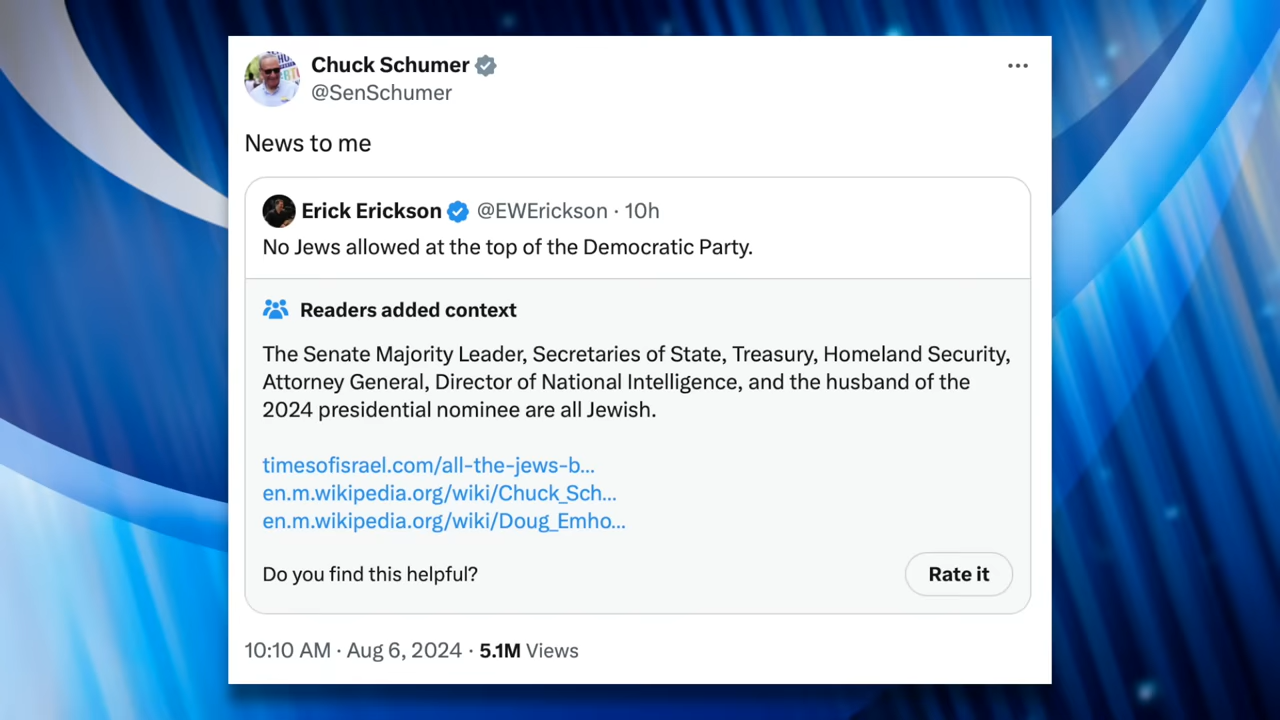 Chuck Schumer
@SenSchumer
News to me
Erick Erickson @EWErickson · 10h
No Jews allowed at the top of the Democratic Party.
Readers added context
The Senate Majority Leader, Secretaries of State, Treasury, Homeland Security,
Attorney General, Director of National Intelligence, and the husband of the
2024 presidential nominee are all Jewish.
timesofisrael.com/all-the-jews-b...
en.m.wikipedia.org/wiki/Chuck_Sch...
en.m.wikipedia.org/wiki/Doug_Emho...
Do you find this helpful?
Rate it
10:10 AM · Aug 6, 2024 · 5.1M Views